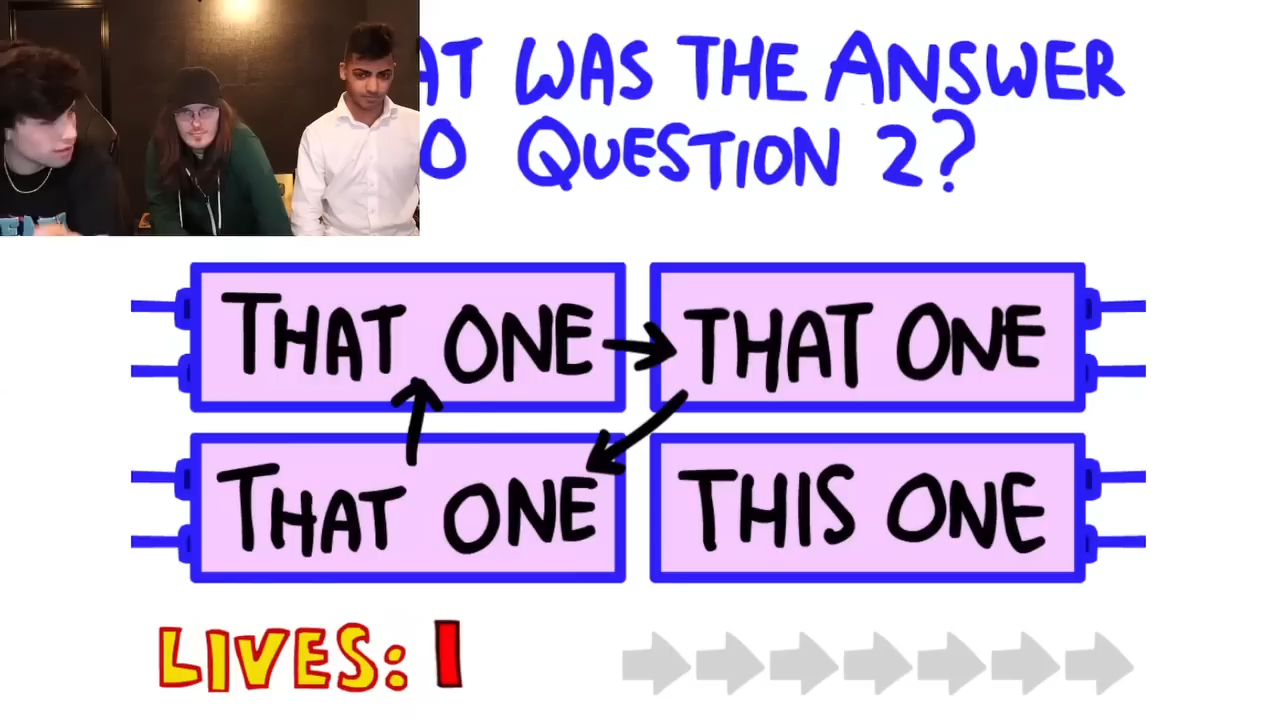 AT WAS THE ANSWER
O QUESTION 2?
THAT ONE THAT ONE
THAT ONE THIS ONE
LIVES: 1